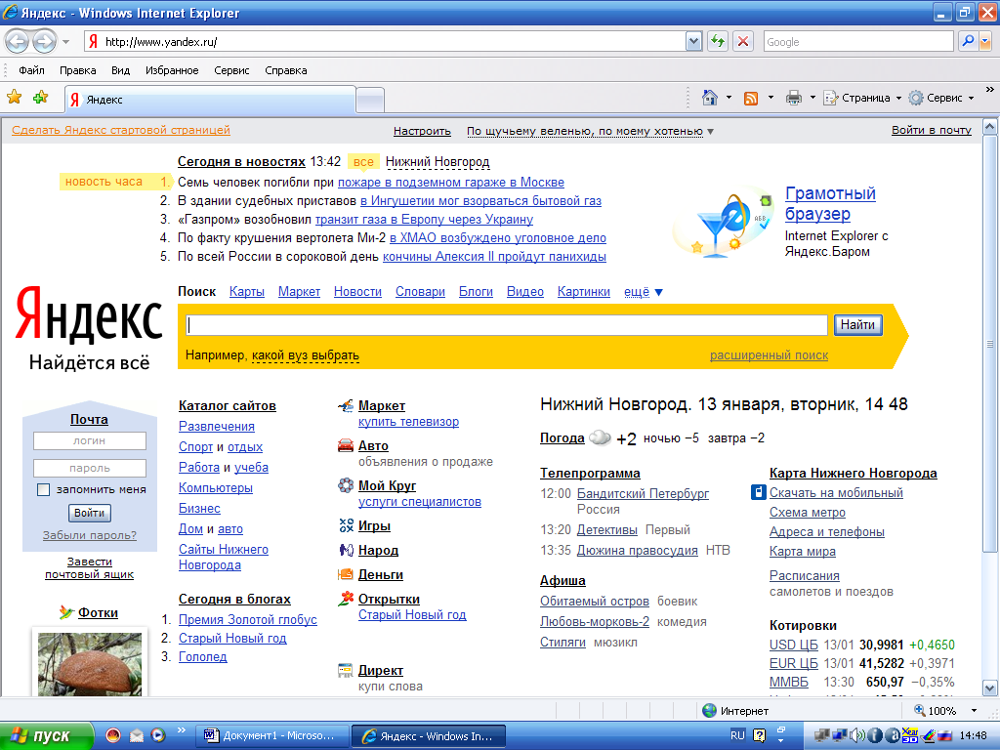 Яндекс - Windows Internet Explorer
http://www.yandex.ru/
Google
Файл Правка Вид Избранное Сервис Справка
Яндекс
Страница Сервис
Сделать Яндекс стартовой страницей
Настроить По щучьему веленью, по моему хотенью
Войти в почту
Сегодня в новостях 13:42 все Нижний Новгород
новость часа 1. Семь человек погибли при пожаре в подземном гараже в Москве
2. В здании судебных приставов в Ингушетии мог взорваться бытовой газ
3. «Газпром» возобновил транзит газа в Европу через Украину
4. По факту крушения вертолета Ми-2 в ХМАО возбуждено уголовное дело
5. По всей России в сороковой день кончины Алексия II пройдут панихиды
Грамотный
браузер
Internet Explorer с
Яндекс.Баром
Яндекс
Найдётся всё
Поиск Карты Маркет Новости Словари Блоги Видео Картинки ещё
Найти
Например, какой вуз выбрать
расширенный поиск
Почта
логин
пароль
запомнить меня
Войти
Забыли пароль?
Завести
почтовый ящик
Фотки
Каталог сайтов
Развлечения
Спорт и отдых
Работа и учеба
Компьютеры
Бизнес
Дом и авто
Сайты Нижнего
Новгорода
Сегодня в блогах
1. Премия Золотой глобус
2. Старый Новый год
3. Гололед
Маркет
купить телевизор
Авто
объявления о продаже
Мой Круг
услуги специалистов
Игры
Народ
Деньги
Открытки
Старый Новый год
Директ
купи слова
Нижний Новгород. 13 января, вторник, 14 48
Погода +2 ночью −5 завтра −2
Телепрограмма
12:00 Бандитский Петербург
Россия
13:20 Детективы Первый
13:35 Дюжина правосудия НТВ
Афиша
Обитаемый остров боевик
Любовь-морковь-2 комедия
Стиляги мюзикл
Карта Нижнего Новгорода
Скачать на мобильный
Схема метро
Адреса и телефоны
Карта мира
Расписания
самолетов и поездов
Котировки
USD ЦБ 13/01 30,9981 +0,4650
EUR ЦБ 13/01 41,5282 +0,3971
ММВБ 13:30 650,97 −0,35%
Интернет
100%
пуск
Документ1 - Microso...
Яндекс - Windows In...
RU
14:48